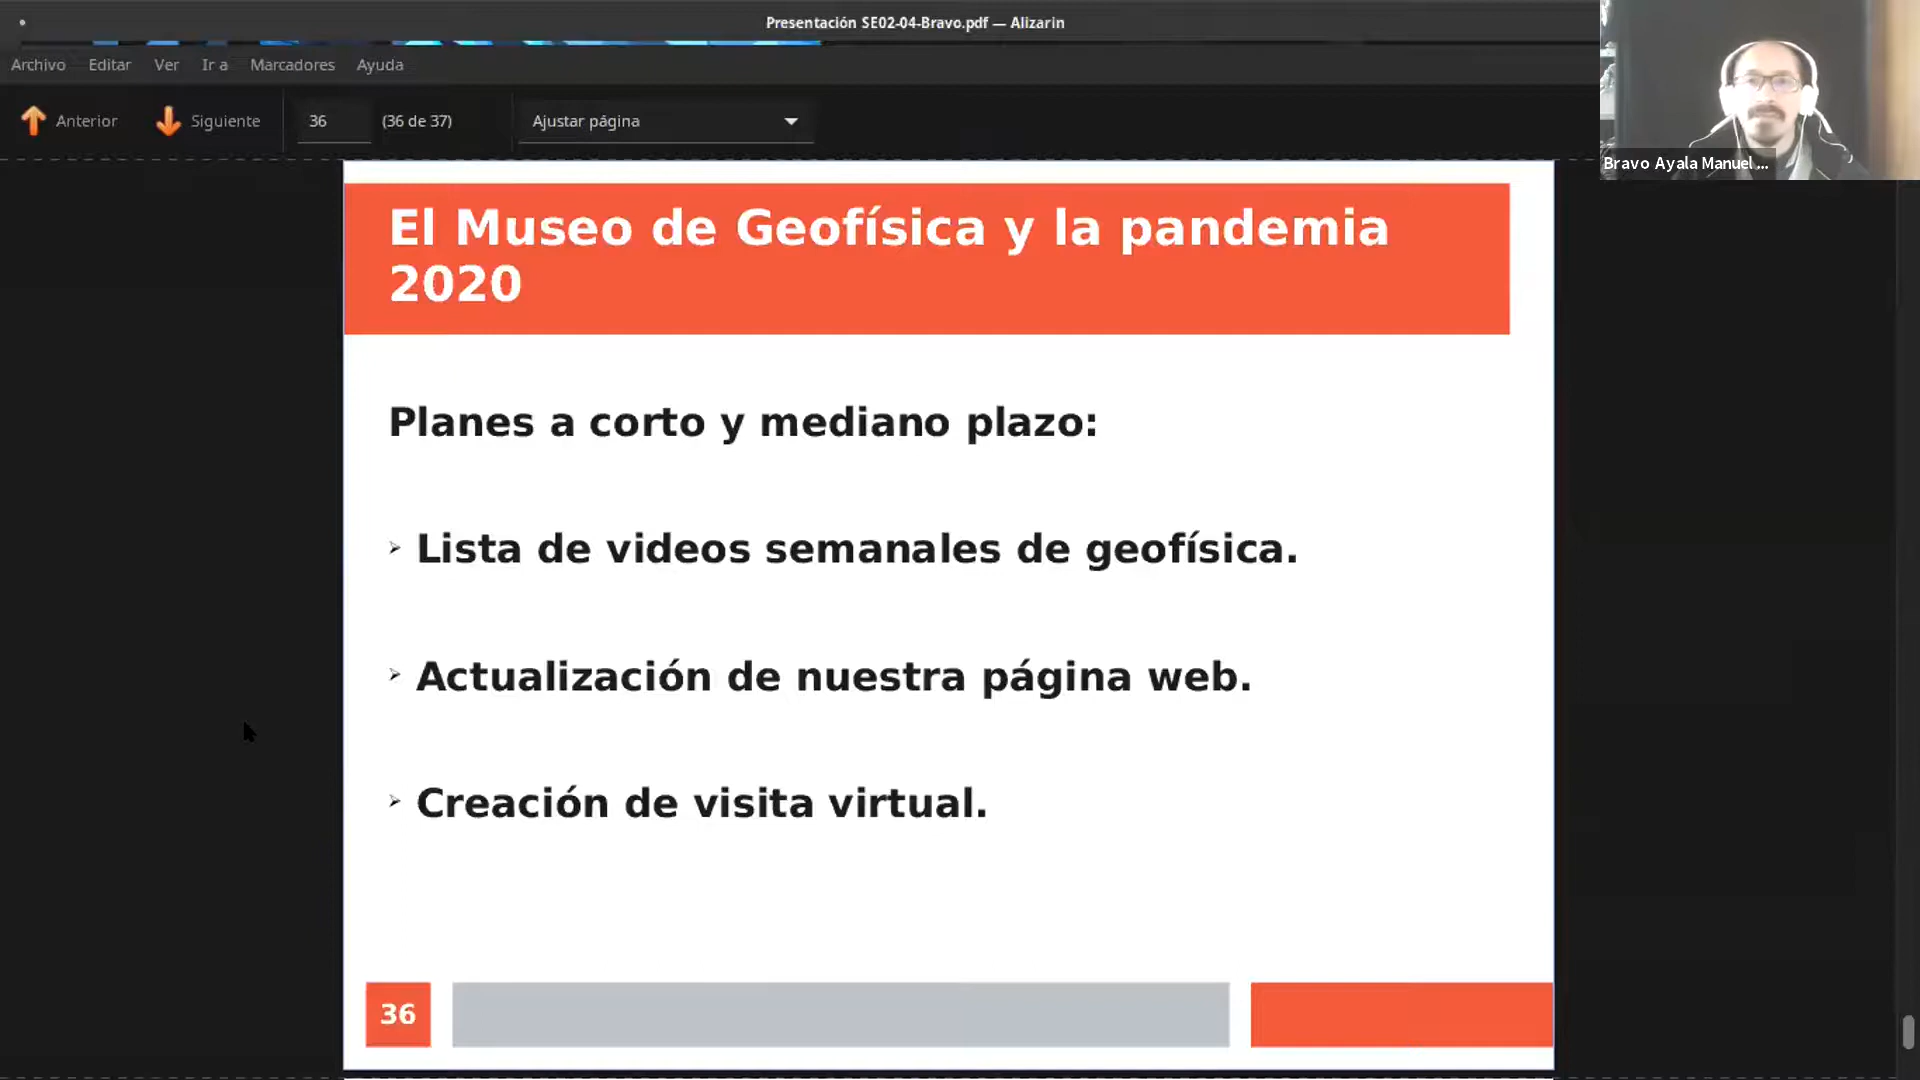 Presentación SE02-04-Bravo.pdf — Alizarin
Archivo Editar Ver Ir a Marcadores Ayuda
Anterior Siguiente 36 (36 de 37) Ajustar página
Bravo Ayala Manuel ...
El Museo de Geofísica y la pandemia
2020
Planes a corto y mediano plazo:
➢ Lista de videos semanales de geofísica.
➢ Actualización de nuestra página web.
➢ Creación de visita virtual.
36